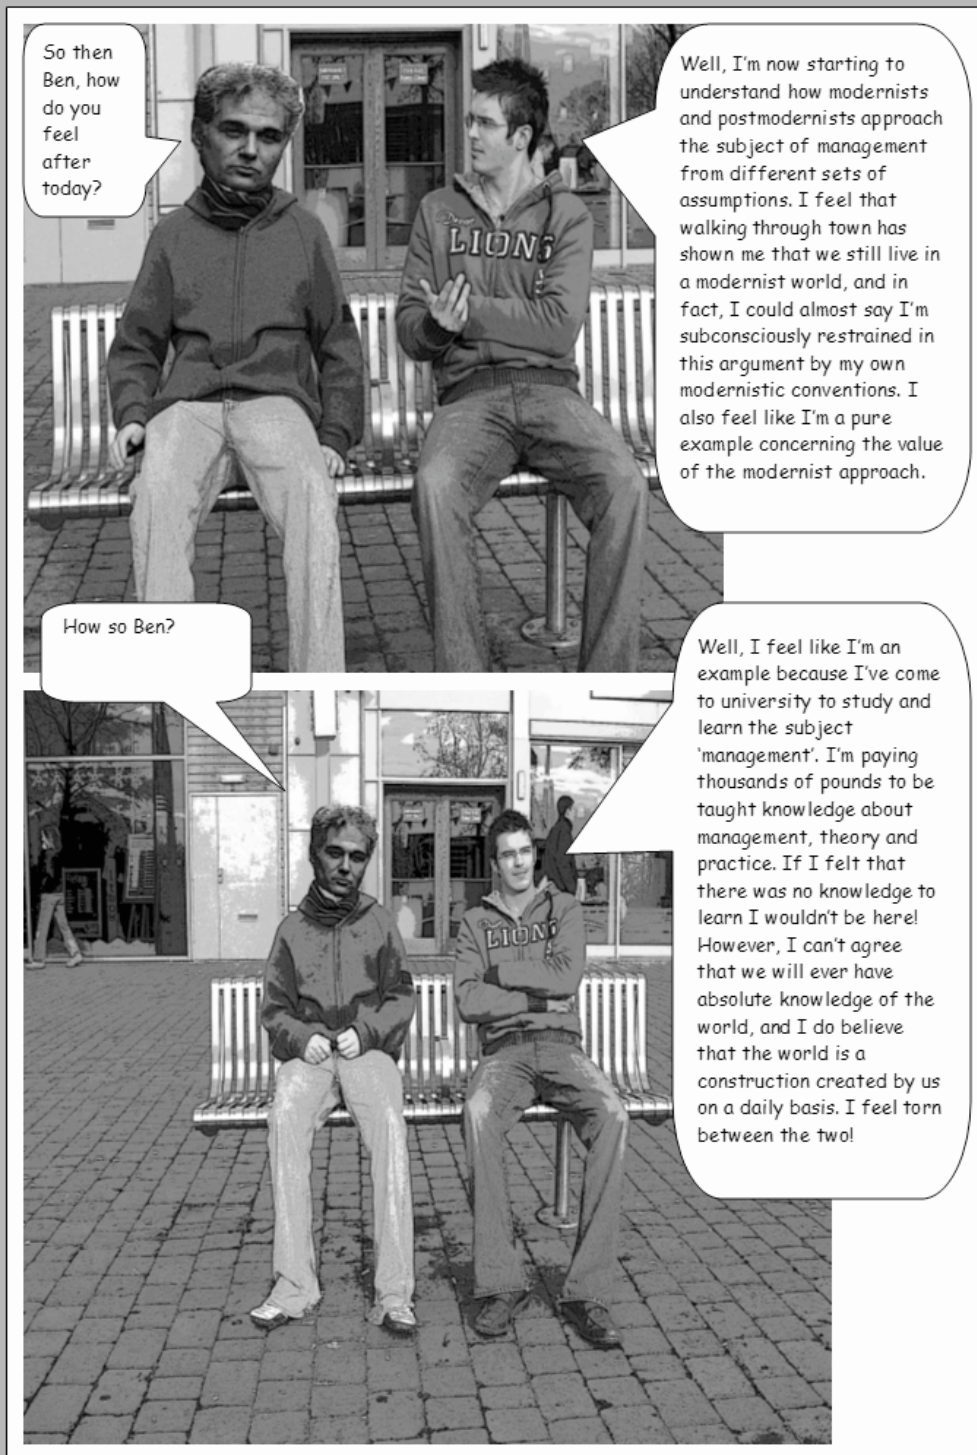 So then
Ben, how
do you
feel
after
today?
Well, I'm now starting to
understand how modernists
and postmodernists approach
the subject of management
from different sets of
assumptions. I feel that
walking through town has
shown me that we still live in
a modernist world, and in
fact, I could almost say I'm
subconsciously restrained in
this argument by my own
modernistic conventions. I
also feel like I'm a pure
example concerning the value
of the modernist approach.
LIONS
How so Ben?
Well, I feel like I'm an
example because I've come
to university to study and
learn the subject
'management'. I'm paying
thousands of pounds to be
taught knowledge about
management, theory and
practice. If I felt that
there was no knowledge to
learn I wouldn't be here!
However, I can't agree
that we will ever have
absolute knowledge of the
world, and I do believe
that the world is a
construction created by us
on a daily basis. I feel torn
between the two!
LIONS